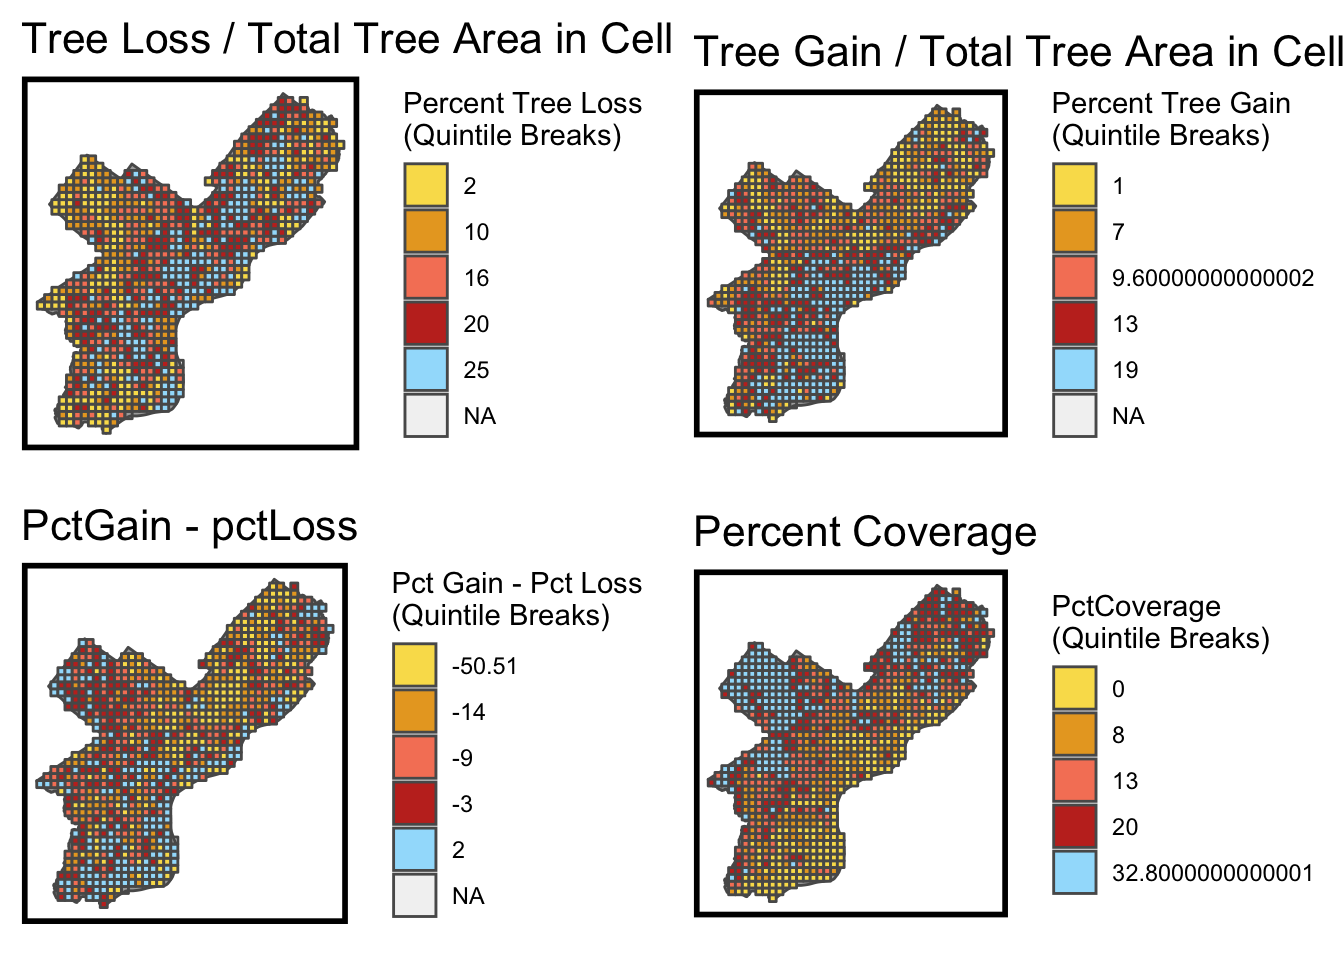 Tree Loss / Total Tree Area in Cell
Percent Tree Loss
(Quintile Breaks)
2
10
16
20
25
NA
Tree Gain / Total Tree Area in Cell
Percent Tree Gain
(Quintile Breaks)
1
7
9.60000000000002
13
19
NA
PctGain - pctLoss
Pct Gain - Pct Loss
(Quintile Breaks)
-50.51
-14
-9
-3
2
NA
Percent Coverage
PctCoverage
(Quintile Breaks)
0
8
13
20
32.8000000000001